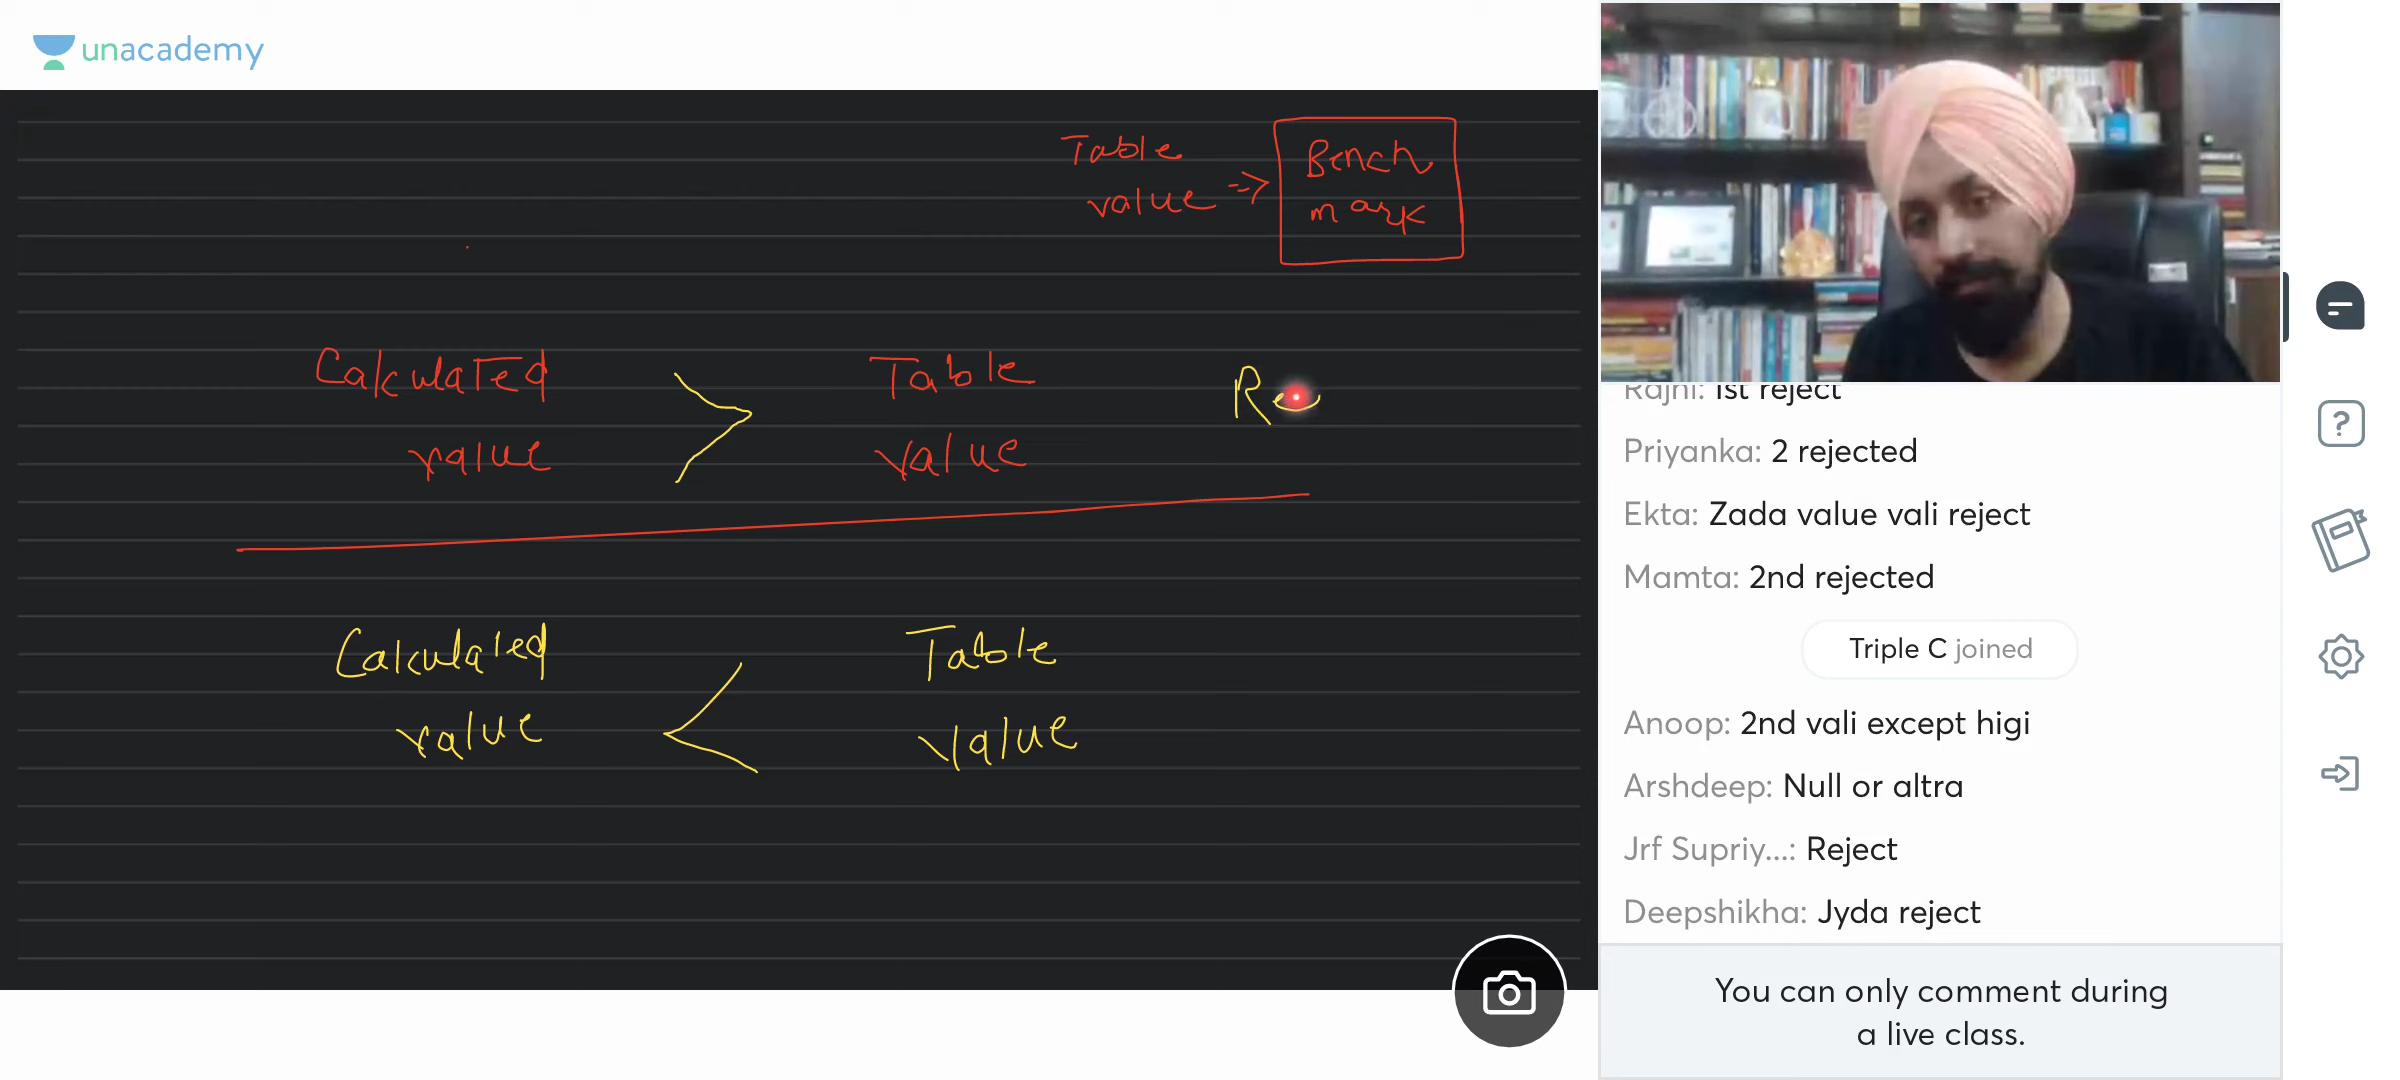 unacademy
Table
value => Bench
mark
Calculated
value > Table
value Re
Calculated
value < Table
value
Rajni: 1st reject
Priyanka: 2 rejected
Ekta: Zada value vali reject
Mamta: 2nd rejected
Triple C joined
Anoop: 2nd vali except higi
Arshdeep: Null or altra
Jrf Supriy...: Reject
Deepshikha: Jyda reject
You can only comment during
a live class.